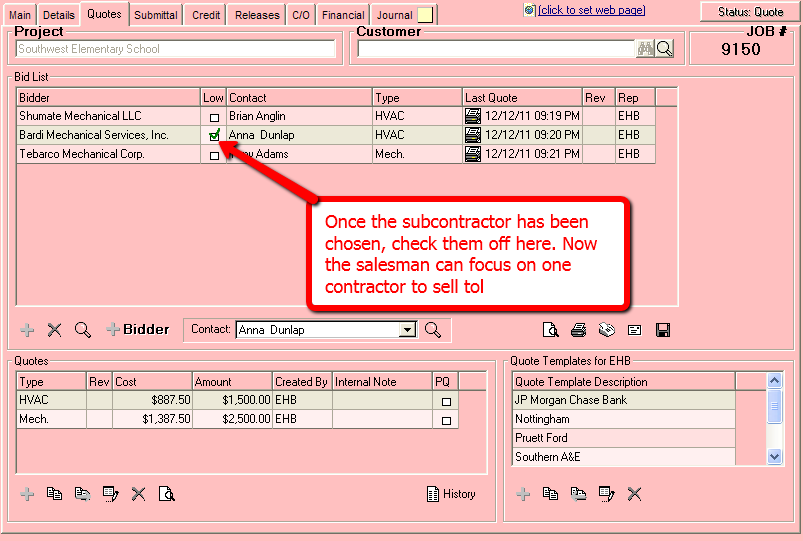 Main Details Quotes Submittal Credit Releases C/O Financial Journal (click to set web page) Status: Quote
Project Customer JOB #
Southwest Elementary School 9150
Bid List
Bidder Low Contact Type Last Quote Rev Rep
Shumate Mechanical LLC Brian Anglin HVAC 12/12/11 09:19 PM EHB
Bardi Mechanical Services, Inc. Anna Dunlap HVAC 12/12/11 09:20 PM EHB
Tebarco Mechanical Corp. Adams Mech. 12/12/11 09:21 PM EHB
Once the subcontractor has been
chosen, check them off here. Now
the salesman can focus on one
contractor to sell tol
Bidder Contact: Anna Dunlap
Quotes
Type Rev Cost Amount Created By Internal Note PQ
HVAC $887.50 $1,500.00 EHB
Mech. $1,387.50 $2,500.00 EHB
History
Quote Templates for EHB
Quote Template Description
JP Morgan Chase Bank
Nottingham
Pruett Ford
Southern A&E